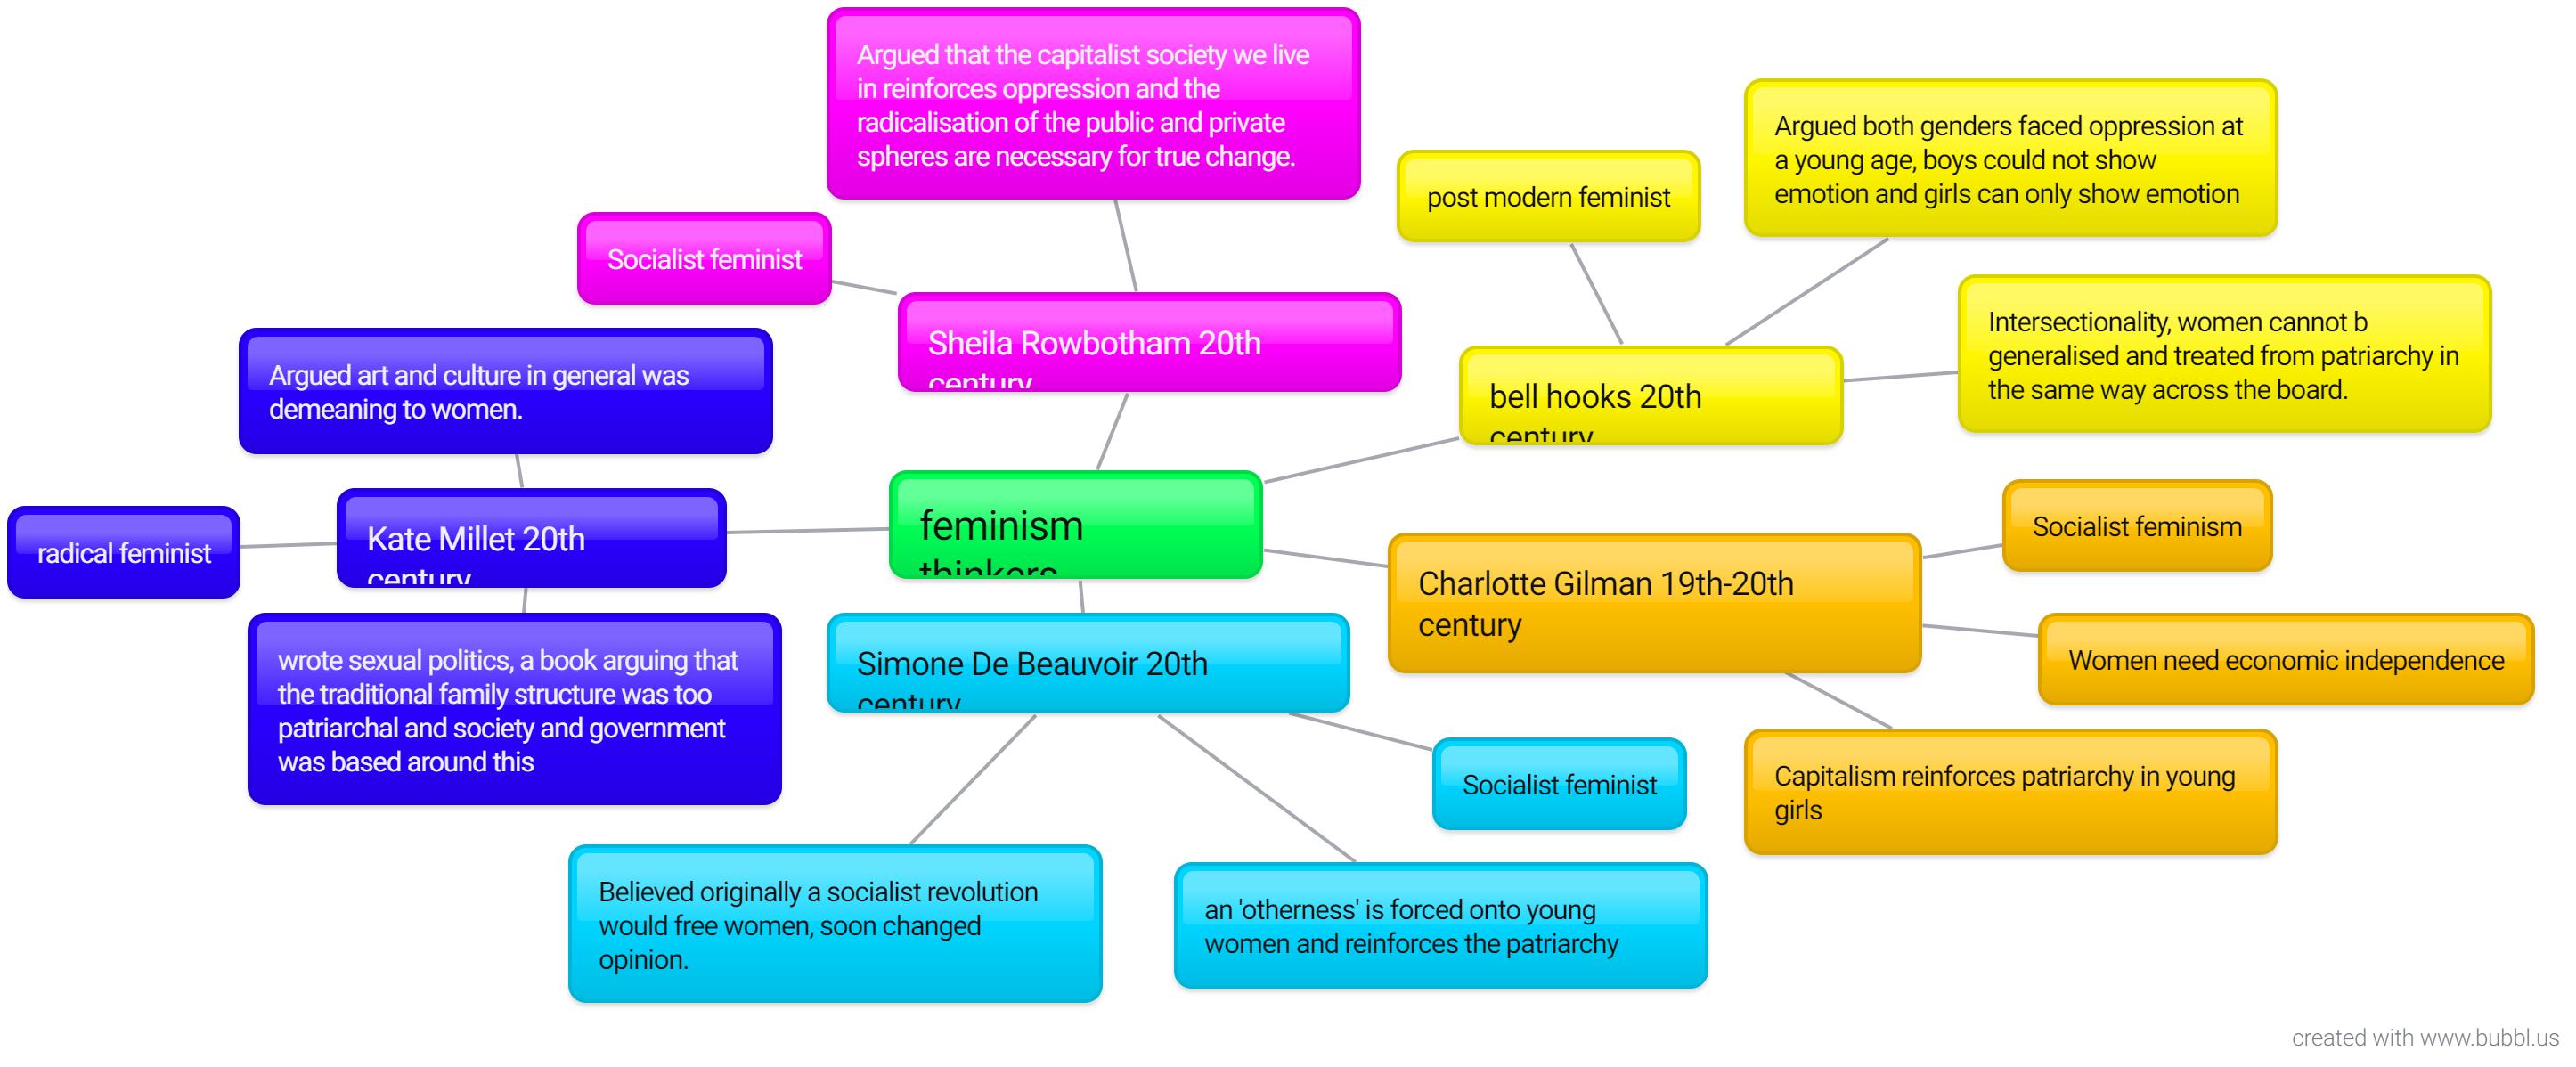 Argued that the capitalist society we live
in reinforces oppression and the
radicalisation of the public and private
spheres are necessary for true change.
Socialist feminist
Sheila Rowbotham 20th
century
post modern feminist
Argued both genders faced oppression at
a young age, boys could not show
emotion and girls can only show emotion
Intersectionality, women cannot b
generalised and treated from patriarchy in
the same way across the board.
bell hooks 20th
century
Argued art and culture in general was
demeaning to women.
radical feminist
Kate Millet 20th
century
wrote sexual politics, a book arguing that
the traditional family structure was too
patriarchal and society and government
was based around this
feminism
thinkers
Charlotte Gilman 19th-20th
century
Socialist feminism
Women need economic independence
Capitalism reinforces patriarchy in young
girls
Simone De Beauvoir 20th
century
Socialist feminist
Believed originally a socialist revolution
would free women, soon changed
opinion.
an 'otherness' is forced onto young
women and reinforces the patriarchy
created with www.bubbl.us